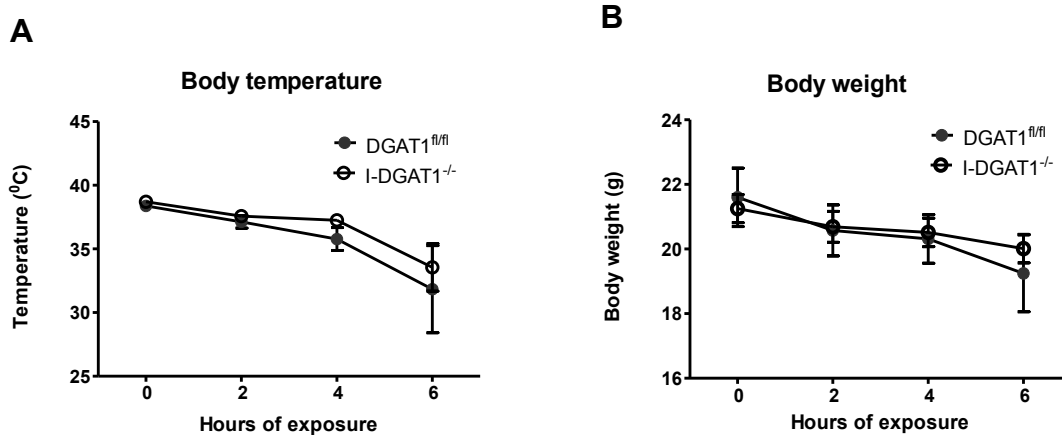 A
Body temperature
45
40
35
30
25
Temperature (⁰C)
DGAT1fl/fl
I-DGAT1-/-
0 2 4 6
Hours of exposure
B
Body weight
24
22
20
18
16
Body weight (g)
DGAT1fl/fl
I-DGAT1-/-
0 2 4 6
Hours of exposure